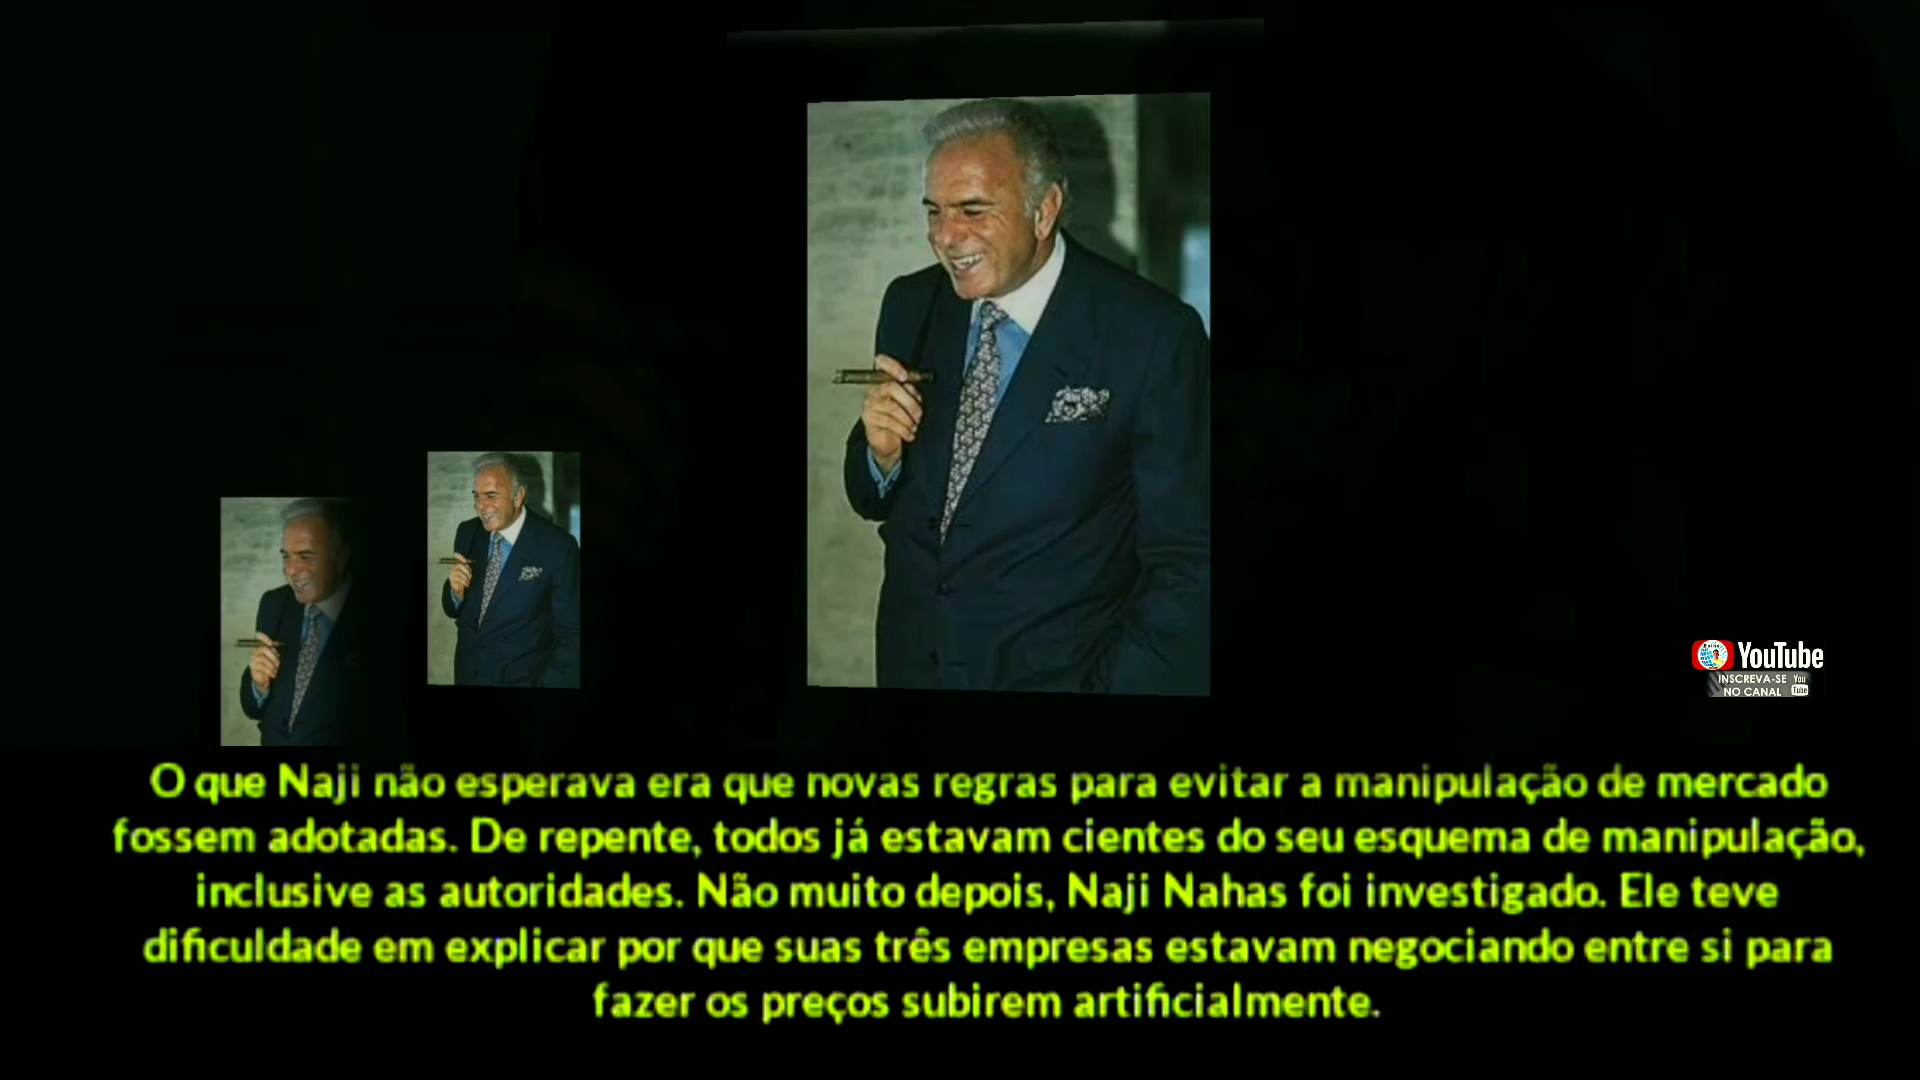 YouTube
INSCREVA-SE
NO CANAL
You
Tube
O que Naji não esperava era que novas regras para evitar a manipulação de mercado
fossem adotadas. De repente, todos já estavam cientes do seu esquema de manipulação,
inclusive as autoridades. Não muito depois, Naji Nahas foi investigado. Ele teve
dificuldade em explicar por que suas três empresas estavam negociando entre si para
fazer os preços subirem artificialmente.